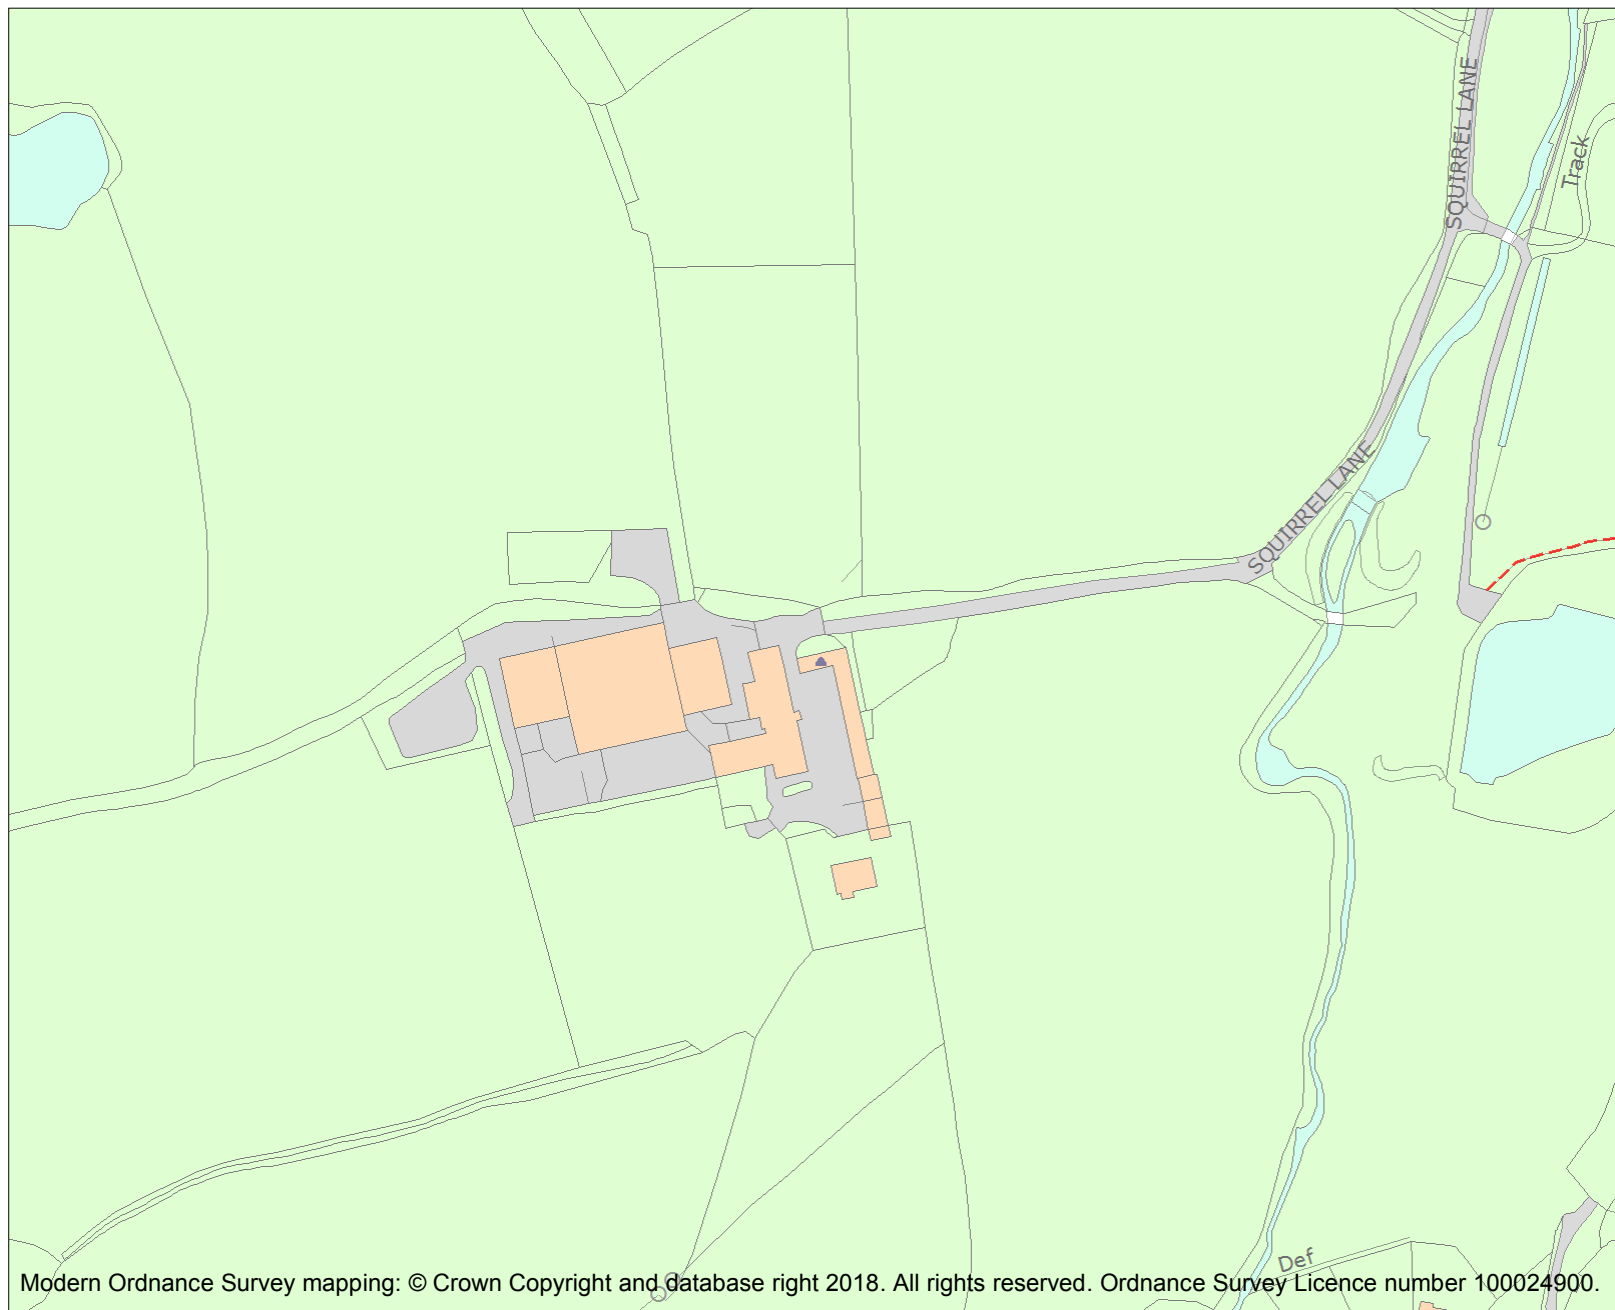 SQUIRREL LANE
Track
SQUIRREL LANE
Def
Modern Ordnance Survey mapping: © Crown Copyright and database right 2018. All rights reserved. Ordnance Survey Licence number 100024900.